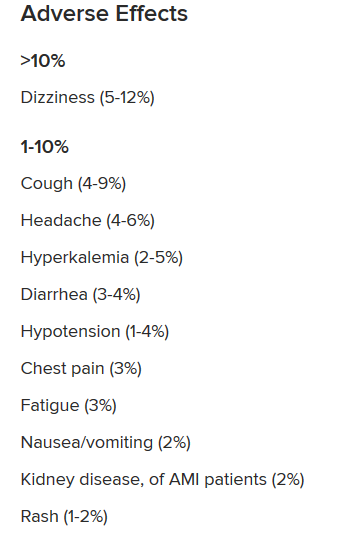 Adverse Effects
>10%
Dizziness (5-12%)
1-10%
Cough (4-9%)
Headache (4-6%)
Hyperkalemia (2-5%)
Diarrhea (3-4%)
Hypotension (1-4%)
Chest pain (3%)
Fatigue (3%)
Nausea/vomiting (2%)
Kidney disease, of AMI patients (2%)
Rash (1-2%)